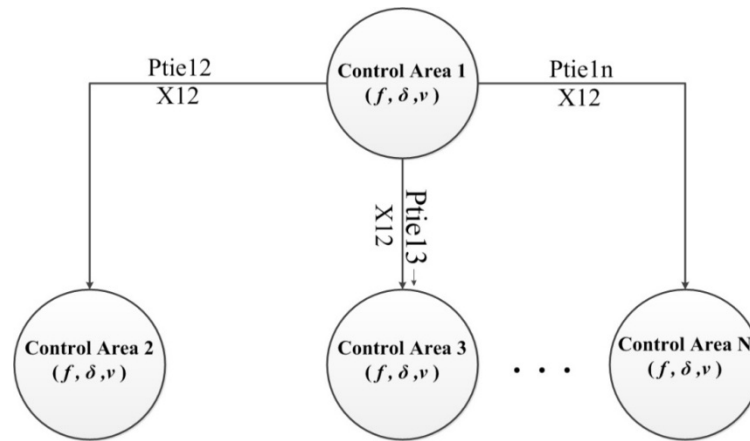 Control Area 1
(f, δ ,v)
Ptie12
X12
Ptie1n
X12
Ptie13
X12
Control Area 2
(f, δ ,v)
Control Area 3
(f, δ ,v)
. . .
Control Area N
(f, δ ,v)